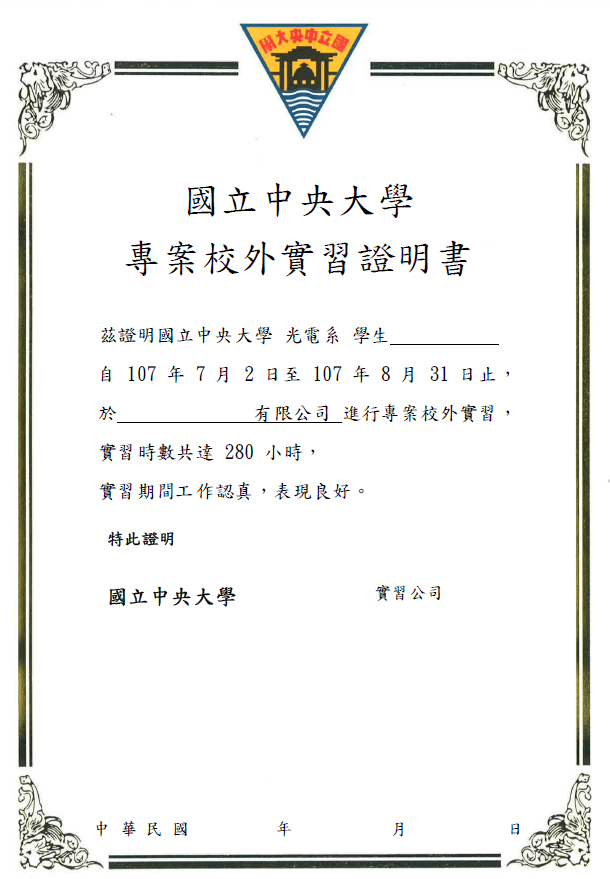 國立中央大學
國立中央大學
專案校外實習證明書
茲證明國立中央大學 光電系 學生
自 107 年 7 月 2 日至 107 年 8 月 31 日止，
於 有限公司 進行專案校外實習，
實習時數共達 280 小時，
實習期間工作認真，表現良好。
特此證明
國立中央大學 實習公司
中華民國 年 月 日